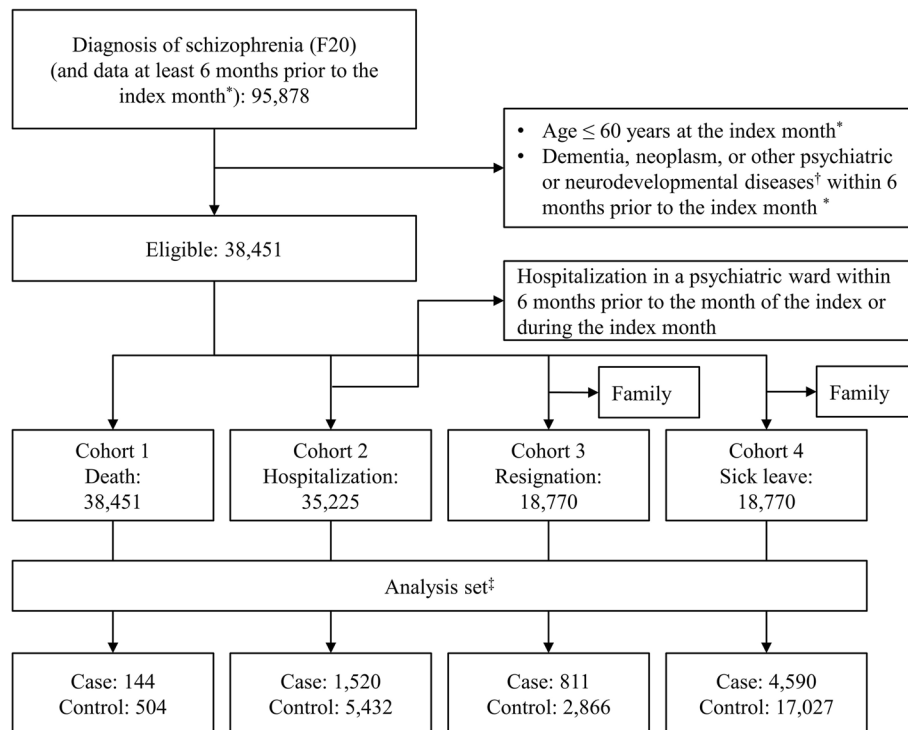 Diagnosis of schizophrenia (F20)
(and data at least 6 months prior to the
index month*): 95,878
• Age ≤ 60 years at the index month*
• Dementia, neoplasm, or other psychiatric
or neurodevelopmental diseases† within 6
months prior to the index month *
Eligible: 38,451
Hospitalization in a psychiatric ward within
6 months prior to the month of the index or
during the index month
Family
Family
Cohort 1
Death:
38,451
Cohort 2
Hospitalization:
35,225
Cohort 3
Resignation:
18,770
Cohort 4
Sick leave:
18,770
Analysis set‡
Case: 144
Control: 504
Case: 1,520
Control: 5,432
Case: 811
Control: 2,866
Case: 4,590
Control: 17,027